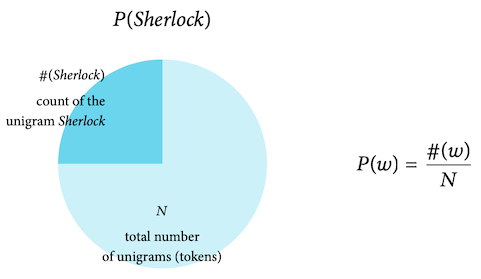 P(Sherlock)
#(Sherlock)
count of the
unigram Sherlock
N
total number
of unigrams (tokens)
P(w) = #(w) / N